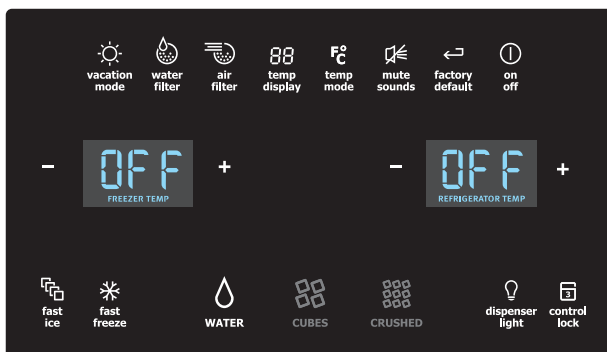 88 F°C
vacation mode water filter air filter temp display temp mode mute sounds factory default on off
- OFF + - OFF +
FREEZER TEMP REFRIGERATOR TEMP
3
fast ice fast freeze WATER CUBES CRUSHED dispenser light control lock